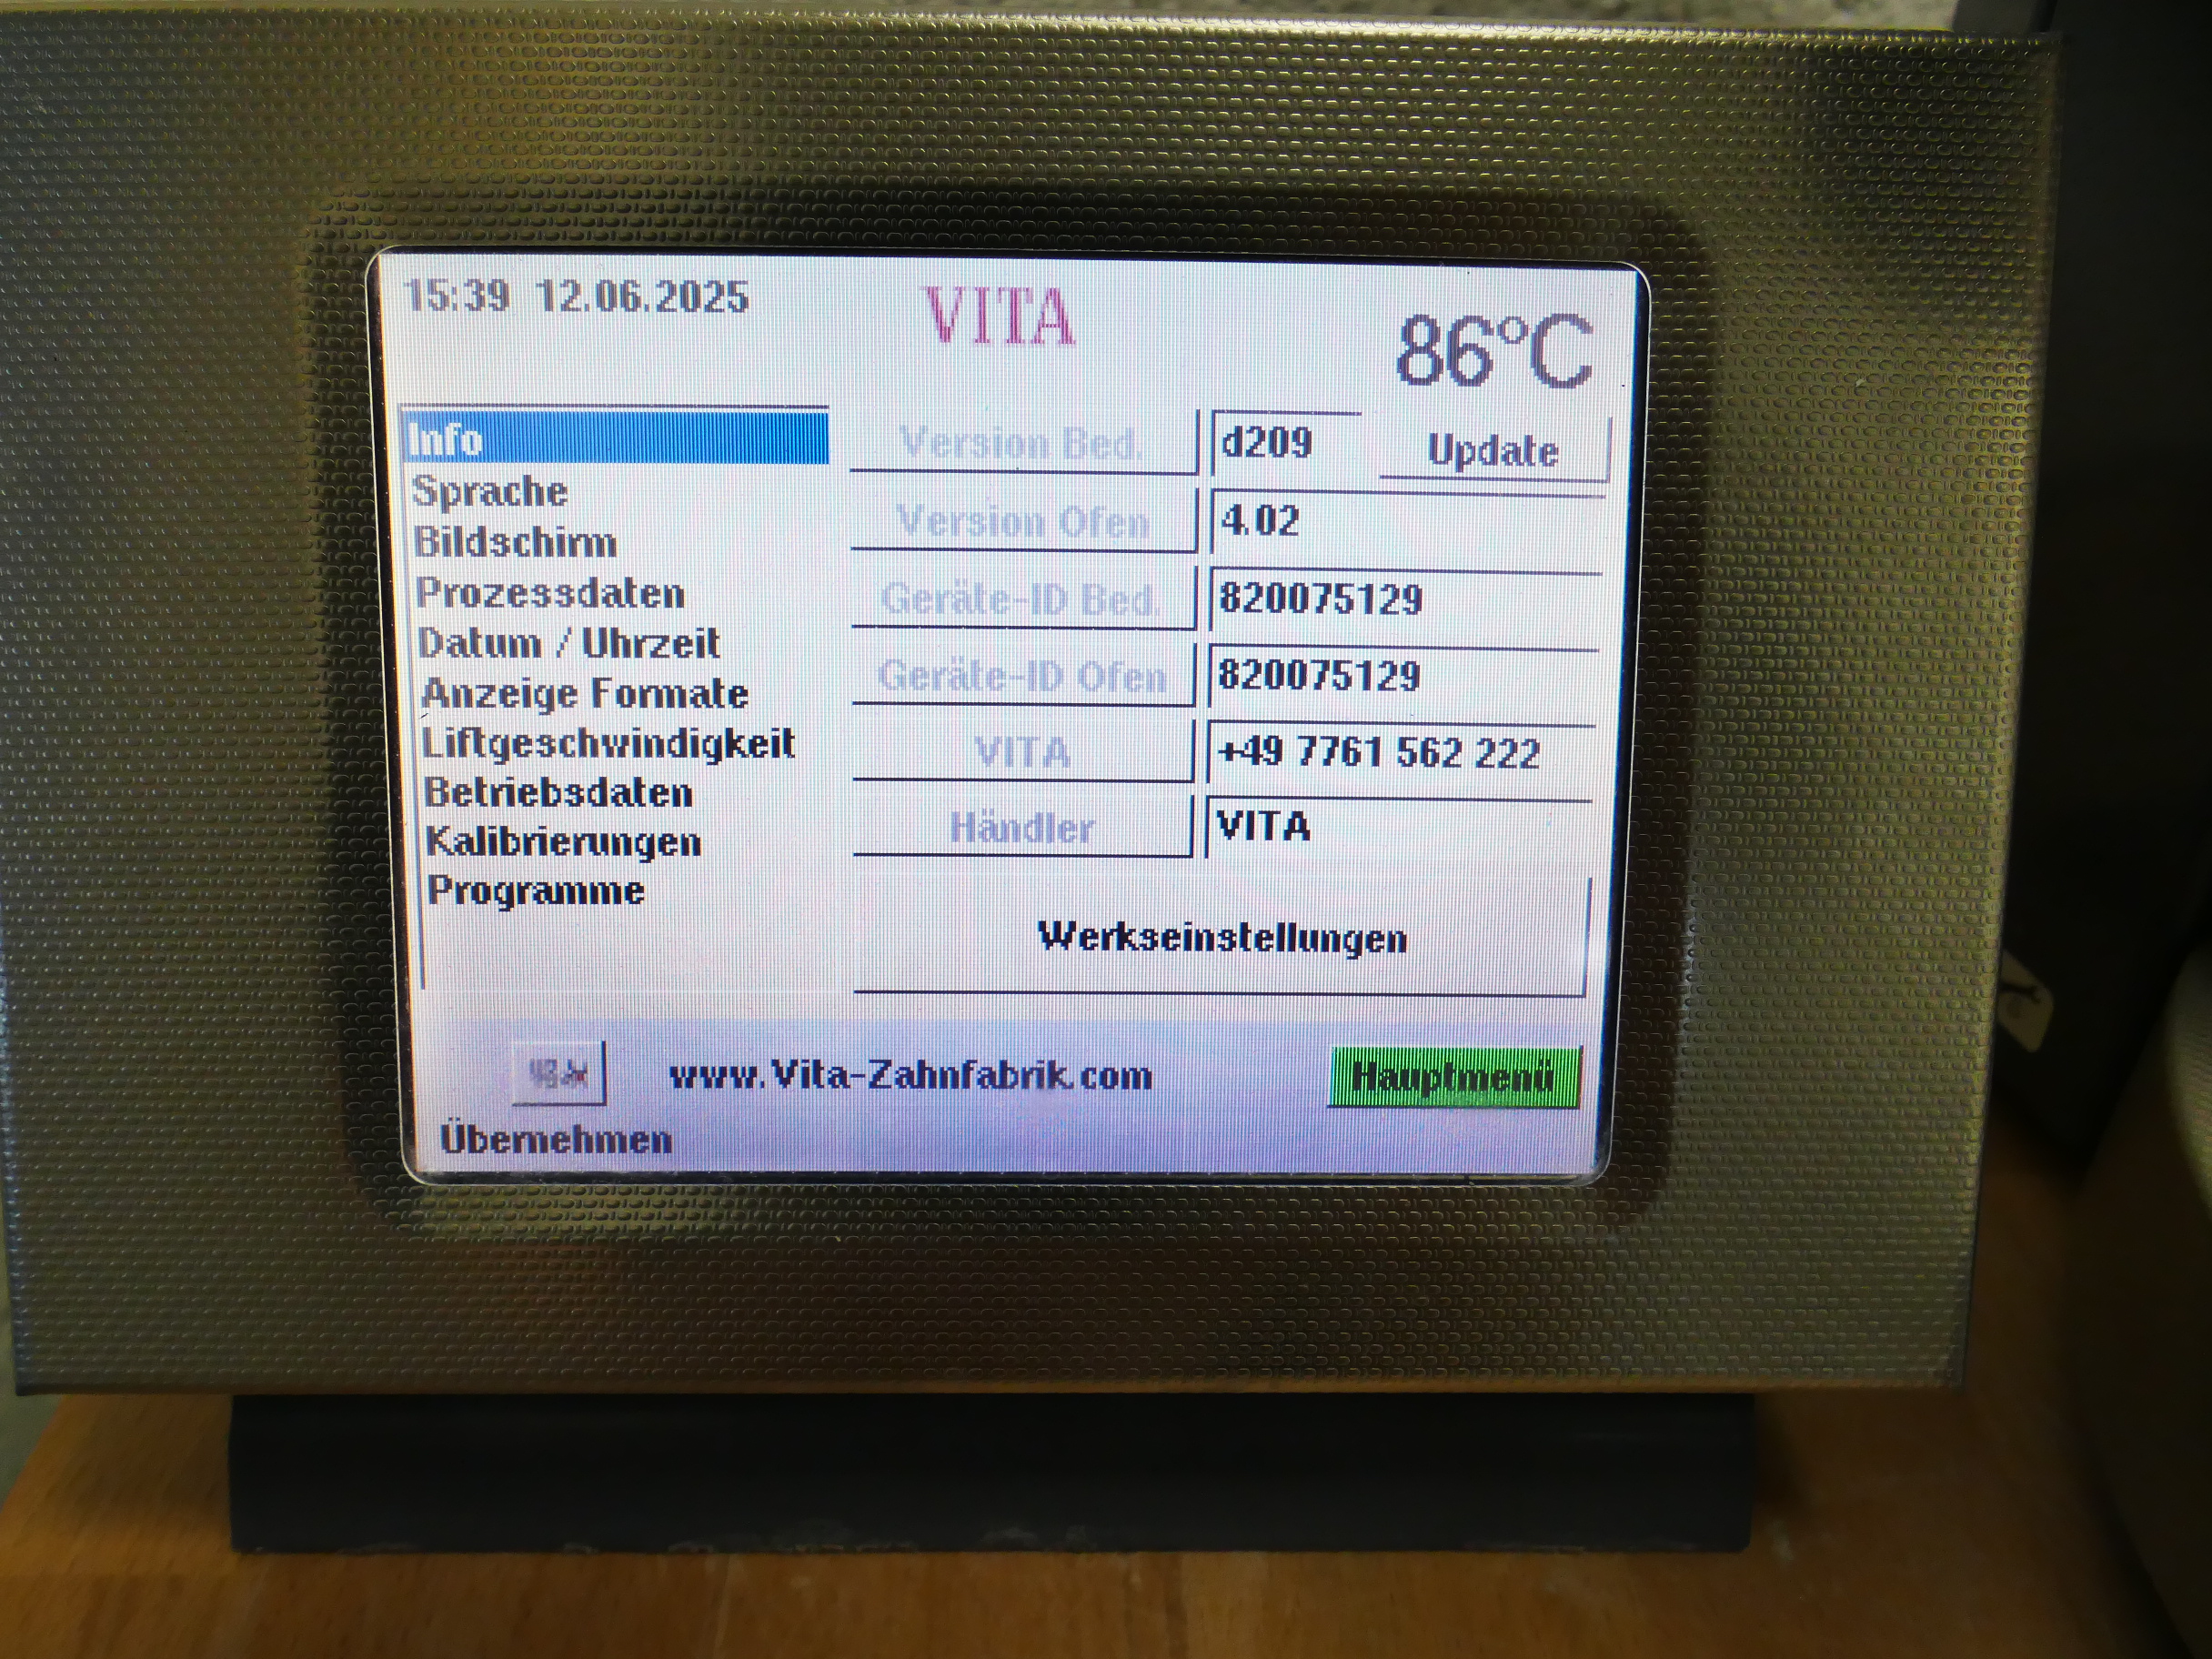 15:39 12.06.2025
VITA
86°C
Info
Sprache
Bildschirm
Prozessdaten
Datum / Uhrzeit
Anzeige Formate
Liftgeschwindigkeit
Betriebsdaten
Kalibrierungen
Programme
Version Bed. d209 Update
Version Ofen 4.02
Geräte-ID Bed. 820075129
Geräte-ID Ofen 820075129
VITA +49 7761 562 222
Händler VITA
Werkseinstellungen
www.Vita-Zahnfabrik.com
Hauptmenü
Übernehmen